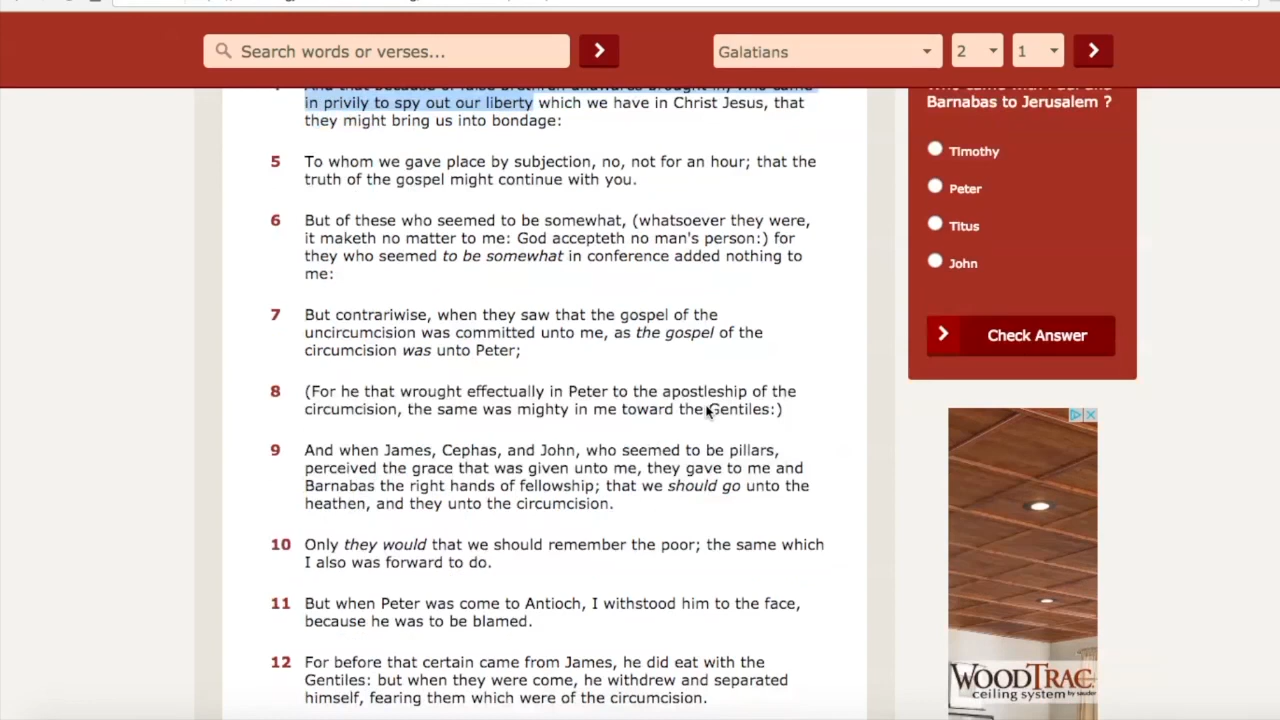 Search words or verses...
Galatians
2
1
in privily to spy out our liberty which we have in Christ Jesus, that
they might bring us into bondage:
5 To whom we gave place by subjection, no, not for an hour; that the
truth of the gospel might continue with you.
6 But of these who seemed to be somewhat, (whatsoever they were,
it maketh no matter to me: God accepteth no man's person:) for
they who seemed to be somewhat in conference added nothing to
me:
7 But contrariwise, when they saw that the gospel of the
uncircumcision was committed unto me, as the gospel of the
circumcision was unto Peter;
8 (For he that wrought effectually in Peter to the apostleship of the
circumcision, the same was mighty in me toward the Gentiles:)
9 And when James, Cephas, and John, who seemed to be pillars,
perceived the grace that was given unto me, they gave to me and
Barnabas the right hands of fellowship; that we should go unto the
heathen, and they unto the circumcision.
10 Only they would that we should remember the poor; the same which
I also was forward to do.
11 But when Peter was come to Antioch, I withstood him to the face,
because he was to be blamed.
12 For before that certain came from James, he did eat with the
Gentiles: but when they were come, he withdrew and separated
himself, fearing them which were of the circumcision.
Barnabas to Jerusalem ?
Timothy
Peter
Titus
John
Check Answer
WOODTRAC
ceiling system by sauder